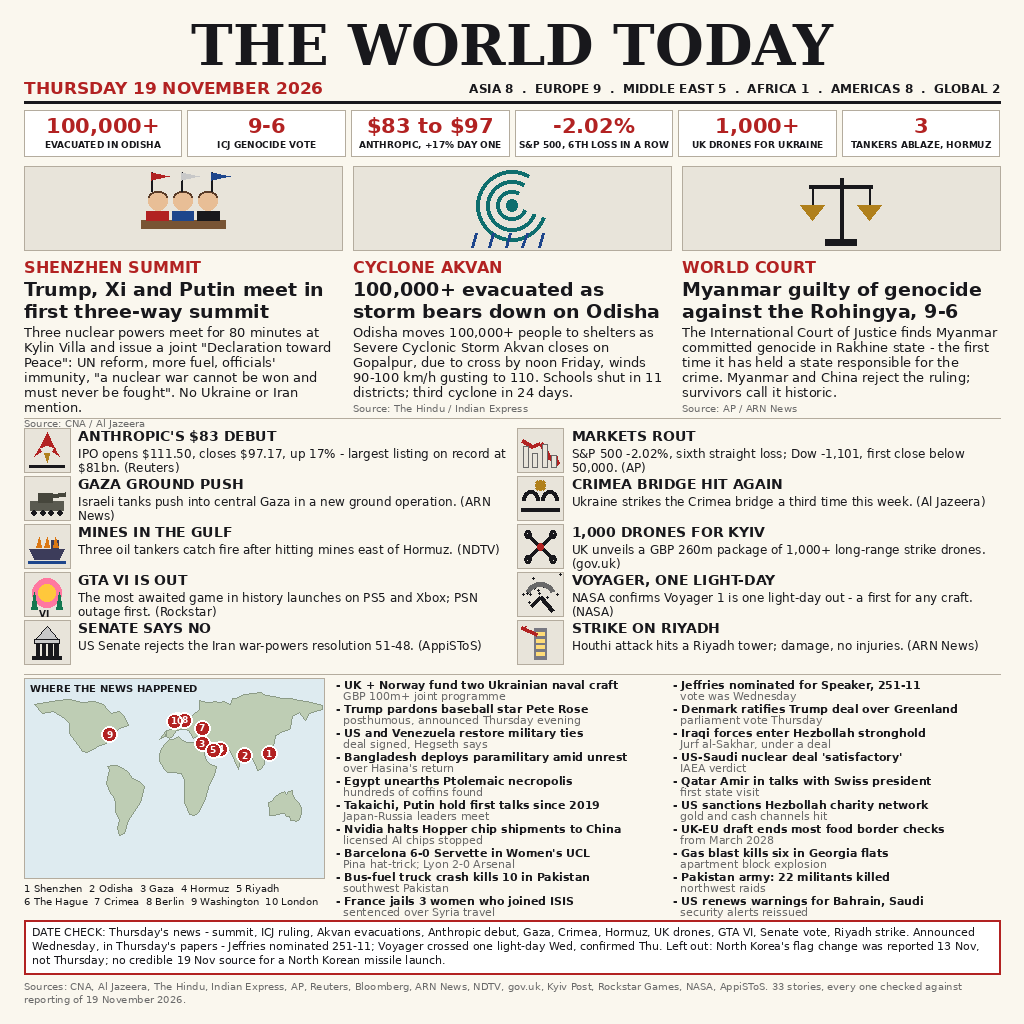 THE WORLD TODAY
THURSDAY 19 NOVEMBER 2026
ASIA 8 . EUROPE 9 . MIDDLE EAST 5 . AFRICA 1 . AMERICAS 8 . GLOBAL 2
100,000+
EVACUATED IN ODISHA
9-6
ICJ GENOCIDE VOTE
$83 to $97
ANTHROPIC, +17% DAY ONE
-2.02%
S&P 500, 6TH LOSS IN A ROW
1,000+
UK DRONES FOR UKRAINE
3
TANKERS ABLAZE, HORMUZ
SHENZHEN SUMMIT
Trump, Xi and Putin meet in
first three-way summit
Three nuclear powers meet for 80 minutes at
Kylin Villa and issue a joint "Declaration toward
Peace": UN reform, more fuel, officials'
immunity, "a nuclear war cannot be won and
must never be fought". No Ukraine or Iran
mention.
Source: CNA / Al Jazeera
CYCLONE AKVAN
100,000+ evacuated as
storm bears down on Odisha
Odisha moves 100,000+ people to shelters as
Severe Cyclonic Storm Akvan closes on
Gopalpur, due to cross by noon Friday, winds
90-100 km/h gusting to 110. Schools shut in 11
districts; third cyclone in 24 days.
Source: The Hindu / Indian Express
WORLD COURT
Myanmar guilty of genocide
against the Rohingya, 9-6
The International Court of Justice finds Myanmar
committed genocide in Rakhine state - the first
time it has held a state responsible for the
crime. Myanmar and China reject the ruling;
survivors call it historic.
Source: AP / ARN News
ANTHROPIC'S $83 DEBUT
IPO opens $111.50, closes $97.17, up 17% - largest listing on record at
$81bn. (Reuters)
GAZA GROUND PUSH
Israeli tanks push into central Gaza in a new ground operation. (ARN
News)
MINES IN THE GULF
Three oil tankers catch fire after hitting mines east of Hormuz. (NDTV)
VI
GTA VI IS OUT
The most awaited game in history launches on PS5 and Xbox; PSN
outage first. (Rockstar)
SENATE SAYS NO
US Senate rejects the Iran war-powers resolution 51-48. (AppiSToS)
MARKETS ROUT
S&P 500 -2.02%, sixth straight loss; Dow -1,101, first close below
50,000. (AP)
CRIMEA BRIDGE HIT AGAIN
Ukraine strikes the Crimea bridge a third time this week. (Al Jazeera)
1,000 DRONES FOR KYIV
UK unveils a GBP 260m package of 1,000+ long-range strike drones.
(gov.uk)
VOYAGER, ONE LIGHT-DAY
NASA confirms Voyager 1 is one light-day out - a first for any craft.
(NASA)
STRIKE ON RIYADH
Houthi attack hits a Riyadh tower; damage, no injuries. (ARN News)
WHERE THE NEWS HAPPENED
9
10
8
7
3
5
2
1
1 Shenzhen 2 Odisha 3 Gaza 4 Hormuz 5 Riyadh
6 The Hague 7 Crimea 8 Berlin 9 Washington 10 London
- UK + Norway fund two Ukrainian naval craft
GBP 100m+ joint programme
- Trump pardons baseball star Pete Rose
posthumous, announced Thursday evening
- US and Venezuela restore military ties
deal signed, Hegseth says
- Bangladesh deploys paramilitary amid unrest
over Hasina's return
- Egypt unearths Ptolemaic necropolis
hundreds of coffins found
- Takaichi, Putin hold first talks since 2019
Japan-Russia leaders meet
- Nvidia halts Hopper chip shipments to China
licensed AI chips stopped
- Barcelona 6-0 Servette in Women's UCL
Pina hat-trick; Lyon 2-0 Arsenal
- Bus-fuel truck crash kills 10 in Pakistan
southwest Pakistan
- France jails 3 women who joined ISIS
sentenced over Syria travel
- Jeffries nominated for Speaker, 251-11
vote was Wednesday
- Denmark ratifies Trump deal over Greenland
parliament vote Thursday
- Iraqi forces enter Hezbollah stronghold
Jurf al-Sakhar, under a deal
- US-Saudi nuclear deal 'satisfactory'
IAEA verdict
- Qatar Amir in talks with Swiss president
first state visit
- US sanctions Hezbollah charity network
gold and cash channels hit
- UK-EU draft ends most food border checks
from March 2028
- Gas blast kills six in Georgia flats
apartment block explosion
- Pakistan army: 22 militants killed
northwest raids
- US renews warnings for Bahrain, Saudi
security alerts reissued
DATE CHECK: Thursday's news - summit, ICJ ruling, Akvan evacuations, Anthropic debut, Gaza, Crimea, Hormuz, UK drones, GTA VI, Senate vote, Riyadh strike. Announced
Wednesday, in Thursday's papers - Jeffries nominated 251-11; Voyager crossed one light-day Wed, confirmed Thu. Left out: North Korea's flag change was reported 13 Nov,
not Thursday; no credible 19 Nov source for a North Korean missile launch.
Sources: CNA, Al Jazeera, The Hindu, Indian Express, AP, Reuters, Bloomberg, ARN News, NDTV, gov.uk, Kyiv Post, Rockstar Games, NASA, AppiSToS. 33 stories, every one checked against
reporting of 19 November 2026.